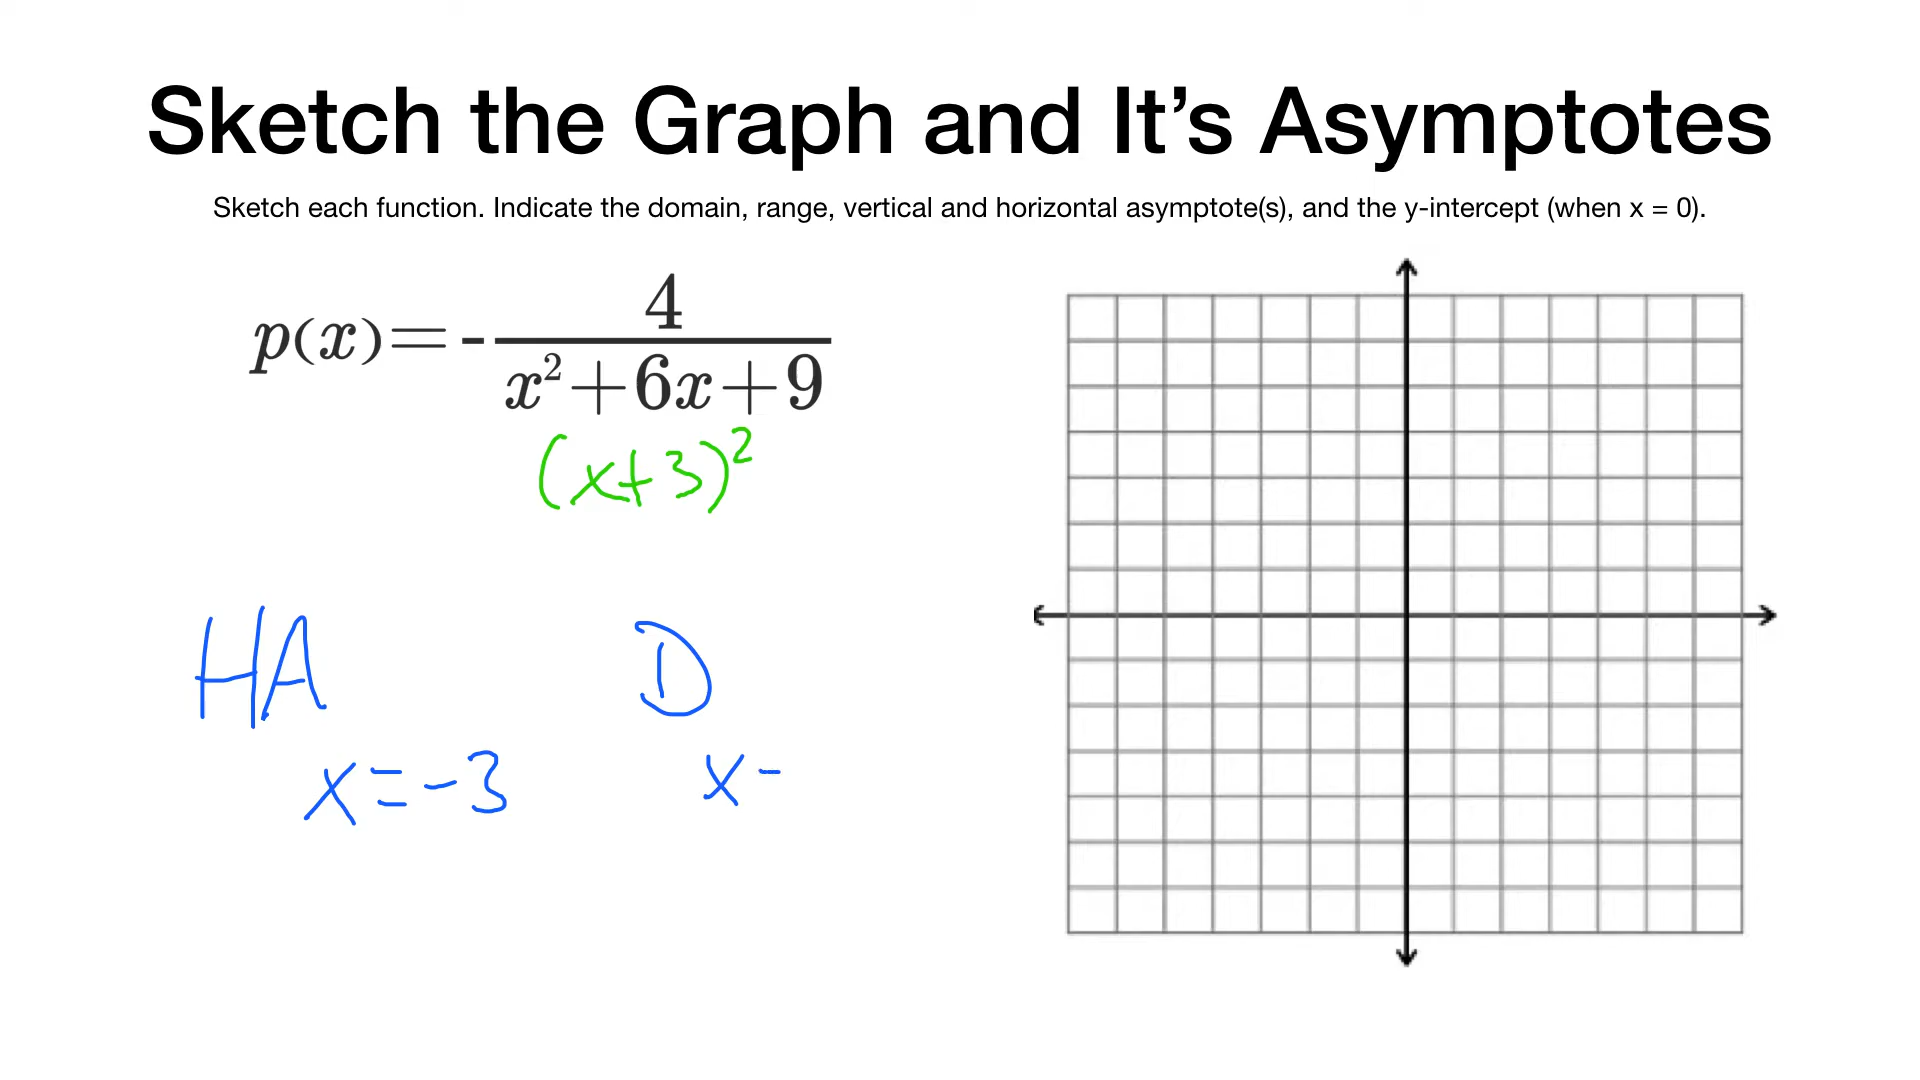 Sketch the Graph and It’s Asymptotes
Sketch each function. Indicate the domain, range, vertical and horizontal asymptote(s), and the y-intercept (when x = 0).
p(x)=-4/(x²+6x+9)
(x+3)²
HA D
x=-3 x-